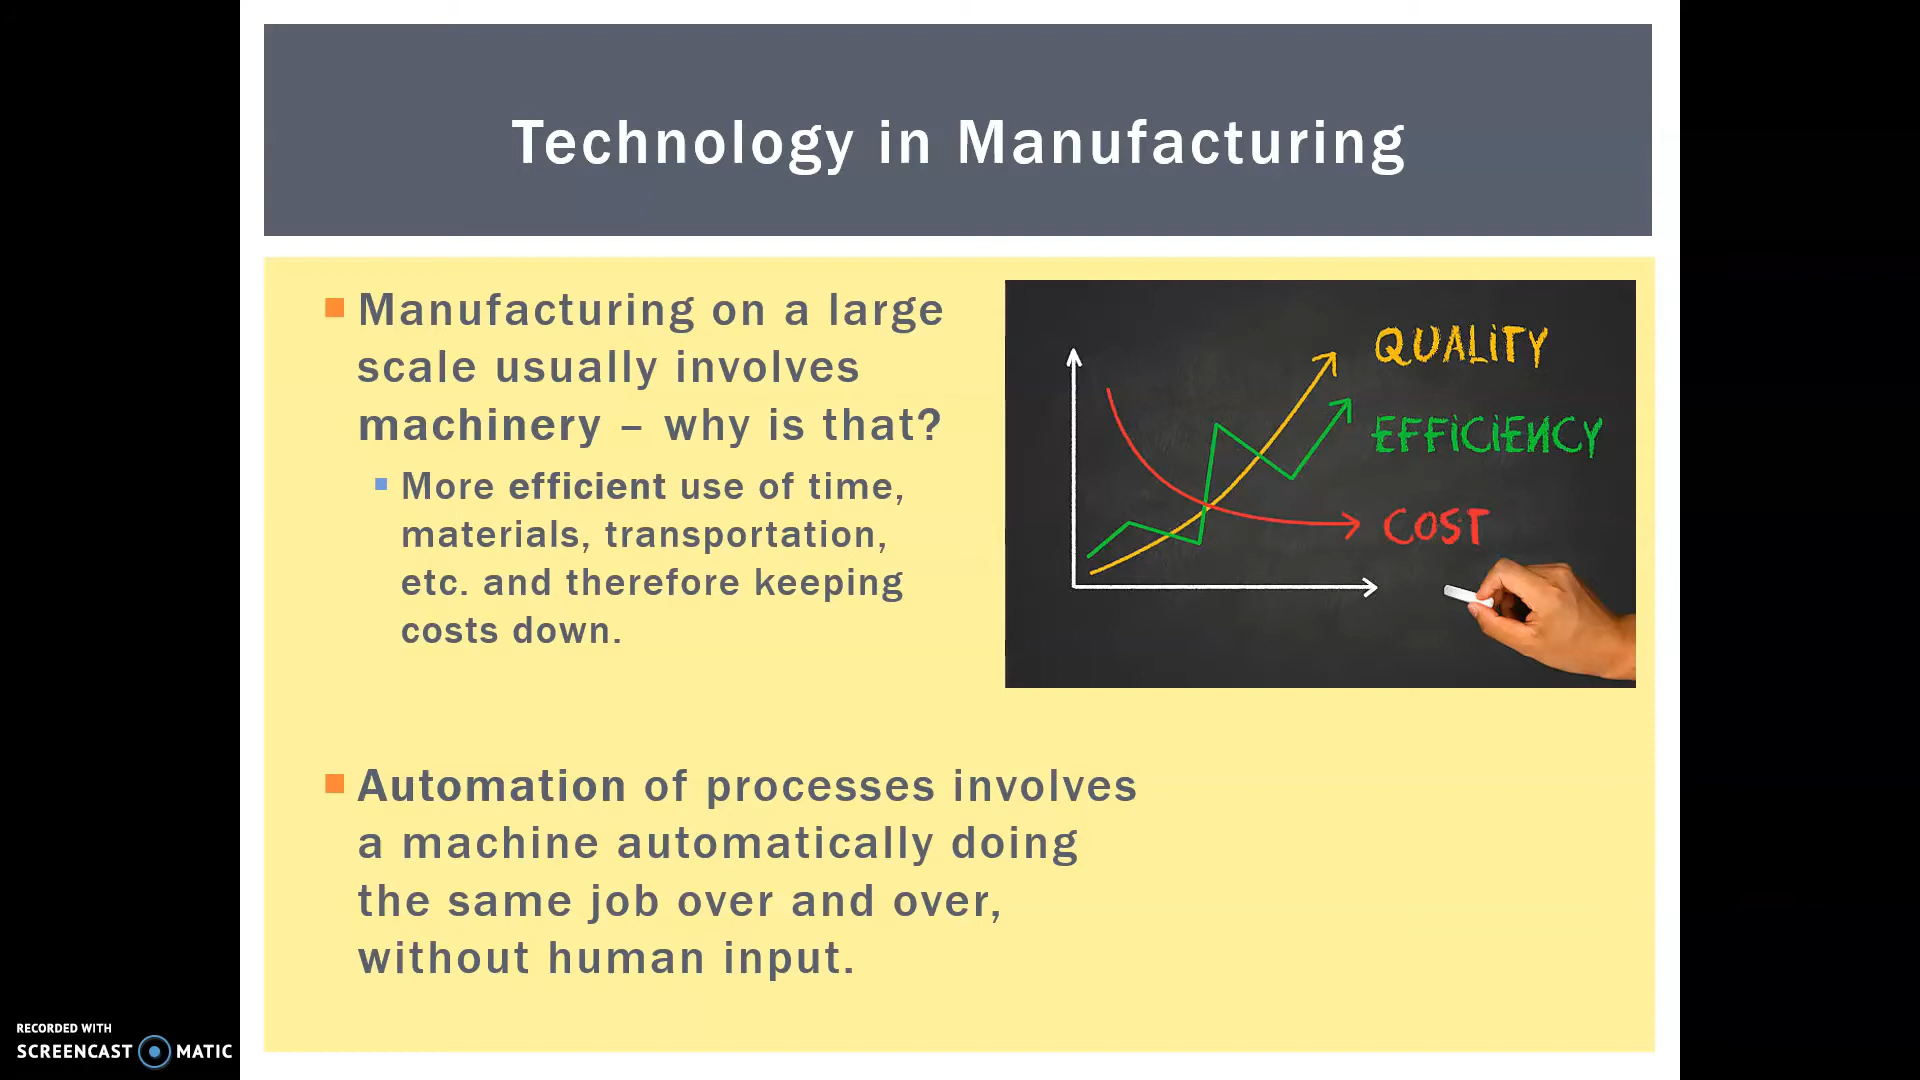 Technology in Manufacturing
Manufacturing on a large
scale usually involves
machinery – why is that?
More efficient use of time,
materials, transportation,
etc. and therefore keeping
costs down.
QUALiTY
EFFiCiENCY
COST
Automation of processes involves
a machine automatically doing
the same job over and over,
without human input.
RECORDED WITH
SCREENCAST MATIC